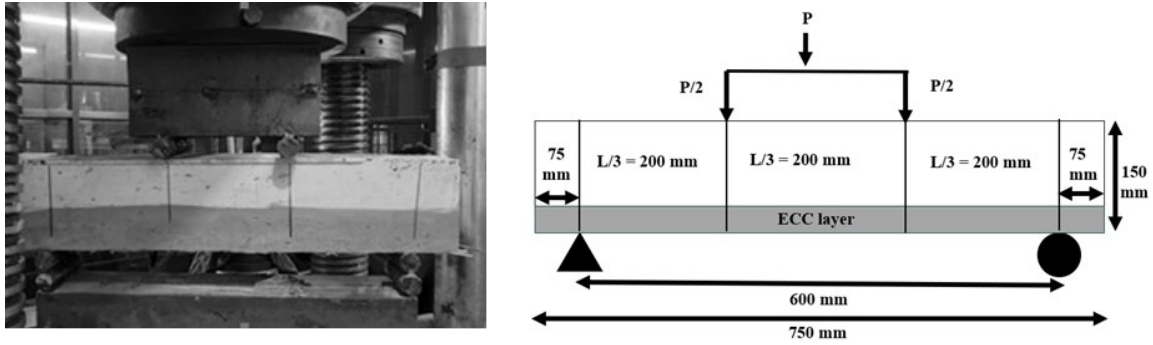 P
P/2
P/2
75
mm
L/3 = 200 mm
L/3 = 200 mm
L/3 = 200 mm
75
mm
150
mm
ECC layer
600 mm
750 mm